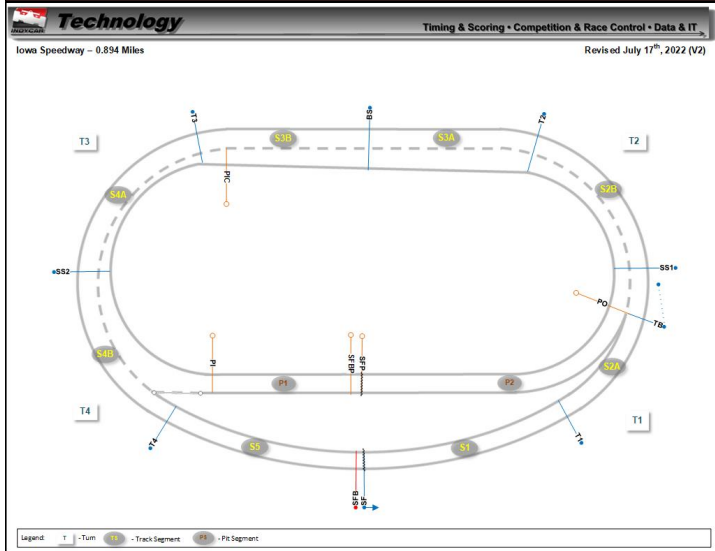 INDYCAR
Technology
Timing & Scoring • Competition & Race Control • Data & IT
Iowa Speedway – 0.894 Miles
Revised July 17th, 2022 (V2)
T3
S3B
BS
S3A
T2
T3
T2
PIC
S4A
S2B
SS2
SS1
PO
TB
S4B
PI
SFBP
SFP
S2A
P1
P2
T4
T1
T4
S5
S1
T1
SFB
SF
Legend:
T
- Turn
TS
- Track Segment
PS
- Pit Segment